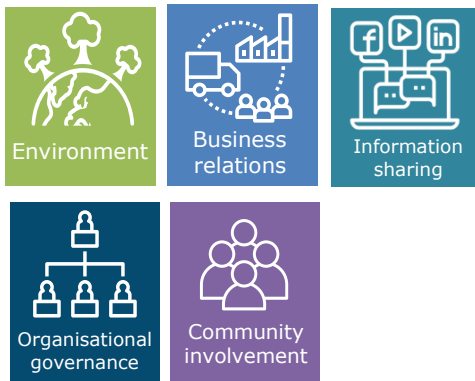 Environment
Business
relations
Information
sharing
Organisational
governance
Community
involvement